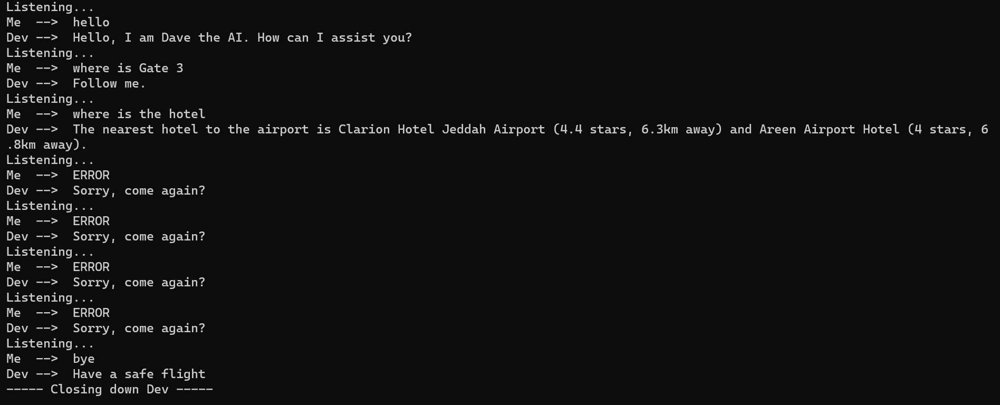 Listening...
Me  -->  hello
Dev -->  Hello, I am Dave the AI. How can I assist you?
Listening...
Me  -->  where is Gate 3
Dev -->  Follow me.
Listening...
Me  -->  where is the hotel
Dev -->  The nearest hotel to the airport is Clarion Hotel Jeddah Airport (4.4 stars, 6.3km away) and Areen Airport Hotel (4 stars, 6
.8km away).
Listening...
Me  -->  ERROR
Dev -->  Sorry, come again?
Listening...
Me  -->  ERROR
Dev -->  Sorry, come again?
Listening...
Me  -->  ERROR
Dev -->  Sorry, come again?
Listening...
Me  -->  ERROR
Dev -->  Sorry, come again?
Listening...
Me  -->  bye
Dev -->  Have a safe flight
----- Closing down Dev -----